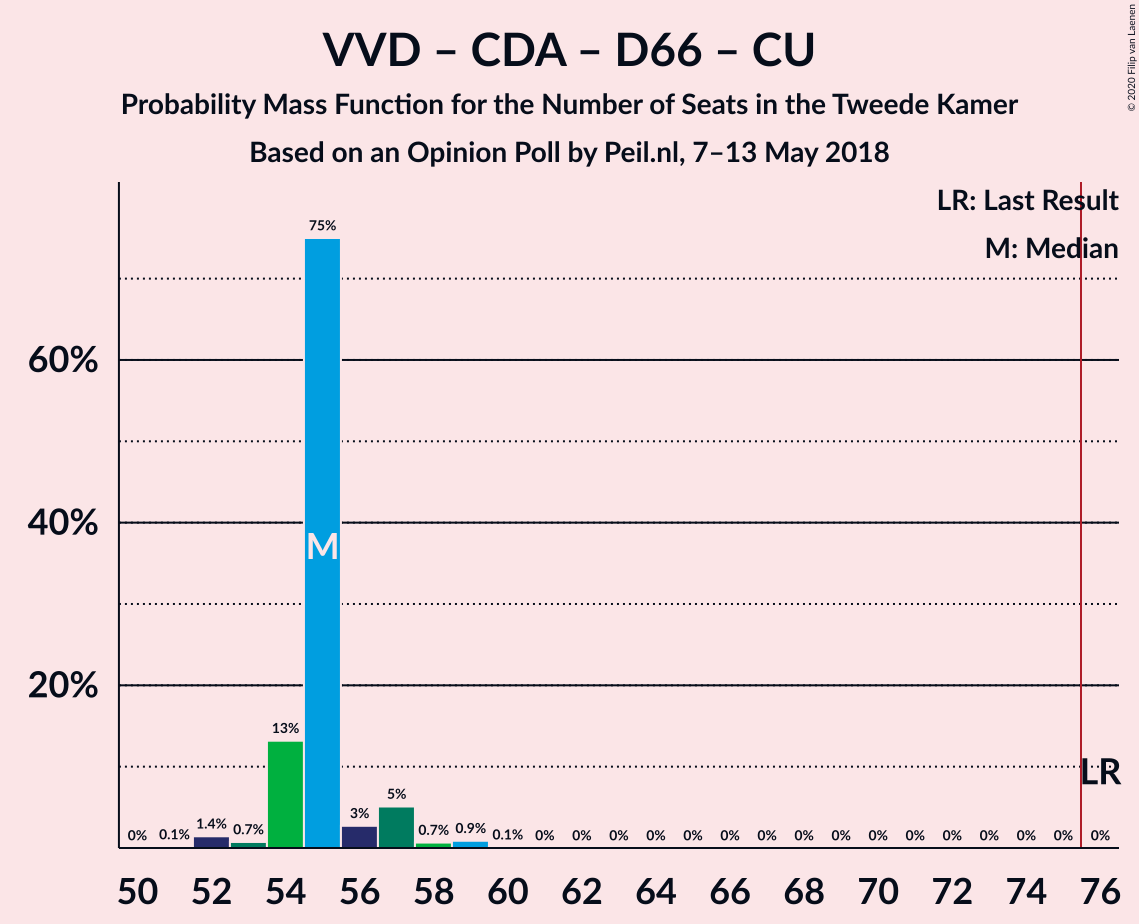 VVD – CDA – D66 – CU
Probability Mass Function for the Number of Seats in the Tweede Kamer
Based on an Opinion Poll by Peil.nl, 7–13 May 2018
© 2020 Filip van Laenen
LR: Last Result
M: Median
60%
40%
20%
0% 0.1% 1.4% 0.7% 13% 75% 3% 5% 0.7% 0.9% 0.1% 0% 0% 0% 0% 0% 0% 0% 0% 0% 0% 0% 0% 0% 0% 0% 0%
M
LR
50 52 54 56 58 60 62 64 66 68 70 72 74 76